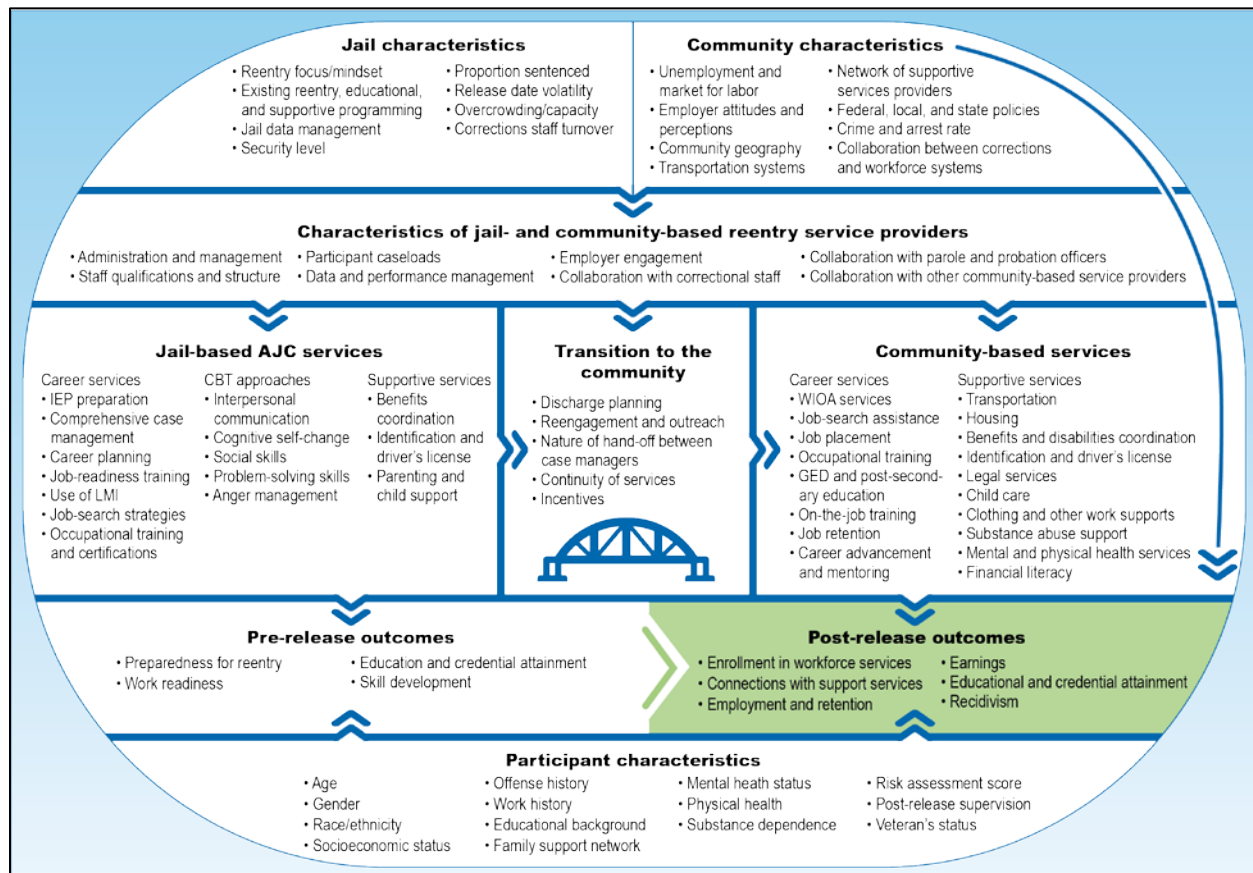 Jail characteristics
• Reentry focus/mindset
• Existing reentry, educational,
and supportive programming
• Jail data management
• Security level
• Proportion sentenced
• Release date volatility
• Overcrowding/capacity
• Corrections staff turnover
Community characteristics
• Unemployment and
market for labor
• Employer attitudes and
perceptions
• Community geography
• Transportation systems
• Network of supportive
services providers
• Federal, local, and state policies
• Crime and arrest rate
• Collaboration between corrections
and workforce systems
Characteristics of jail- and community-based reentry service providers
• Administration and management
• Staff qualifications and structure
• Participant caseloads
• Data and performance management
• Employer engagement
• Collaboration with correctional staff
• Collaboration with parole and probation officers
• Collaboration with other community-based service providers
Jail-based AJC services
Career services
• IEP preparation
• Comprehensive case
management
• Career planning
• Job-readiness training
• Use of LMI
• Job-search strategies
• Occupational training
and certifications
CBT approaches
• Interpersonal
communication
• Cognitive self-change
• Social skills
• Problem-solving skills
• Anger management
Supportive services
• Benefits
coordination
• Identification and
driver's license
• Parenting and
child support
Transition to the
community
• Discharge planning
• Reengagement and outreach
• Nature of hand-off between
case managers
• Continuity of services
• Incentives
Community-based services
Career services
• WIOA services
• Job-search assistance
• Job placement
• Occupational training
• GED and post-second-
ary education
• On-the-job training
• Job retention
• Career advancement
and mentoring
Supportive services
• Transportation
• Housing
• Benefits and disabilities coordination
• Identification and driver's license
• Legal services
• Child care
• Clothing and other work supports
• Substance abuse support
• Mental and physical health services
• Financial literacy
Pre-release outcomes
• Preparedness for reentry
• Work readiness
• Education and credential attainment
• Skill development
Post-release outcomes
• Enrollment in workforce services
• Connections with support services
• Employment and retention
• Earnings
• Educational and credential attainment
• Recidivism
Participant characteristics
• Age
• Gender
• Race/ethnicity
• Socioeconomic status
• Offense history
• Work history
• Educational background
• Family support network
• Mental heath status
• Physical health
• Substance dependence
• Risk assessment score
• Post-release supervision
• Veteran's status